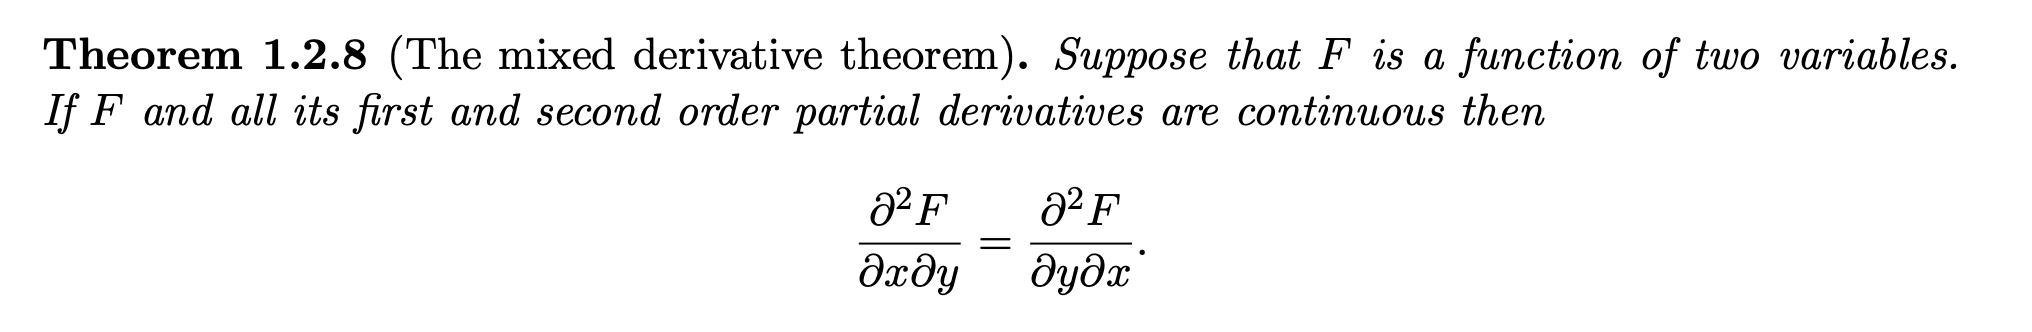 Theorem 1.2.8 (The mixed derivative theorem). Suppose that F is a function of two variables.
If F and all its first and second order partial derivatives are continuous then
∂²F/∂x∂y = ∂²F/∂y∂x.